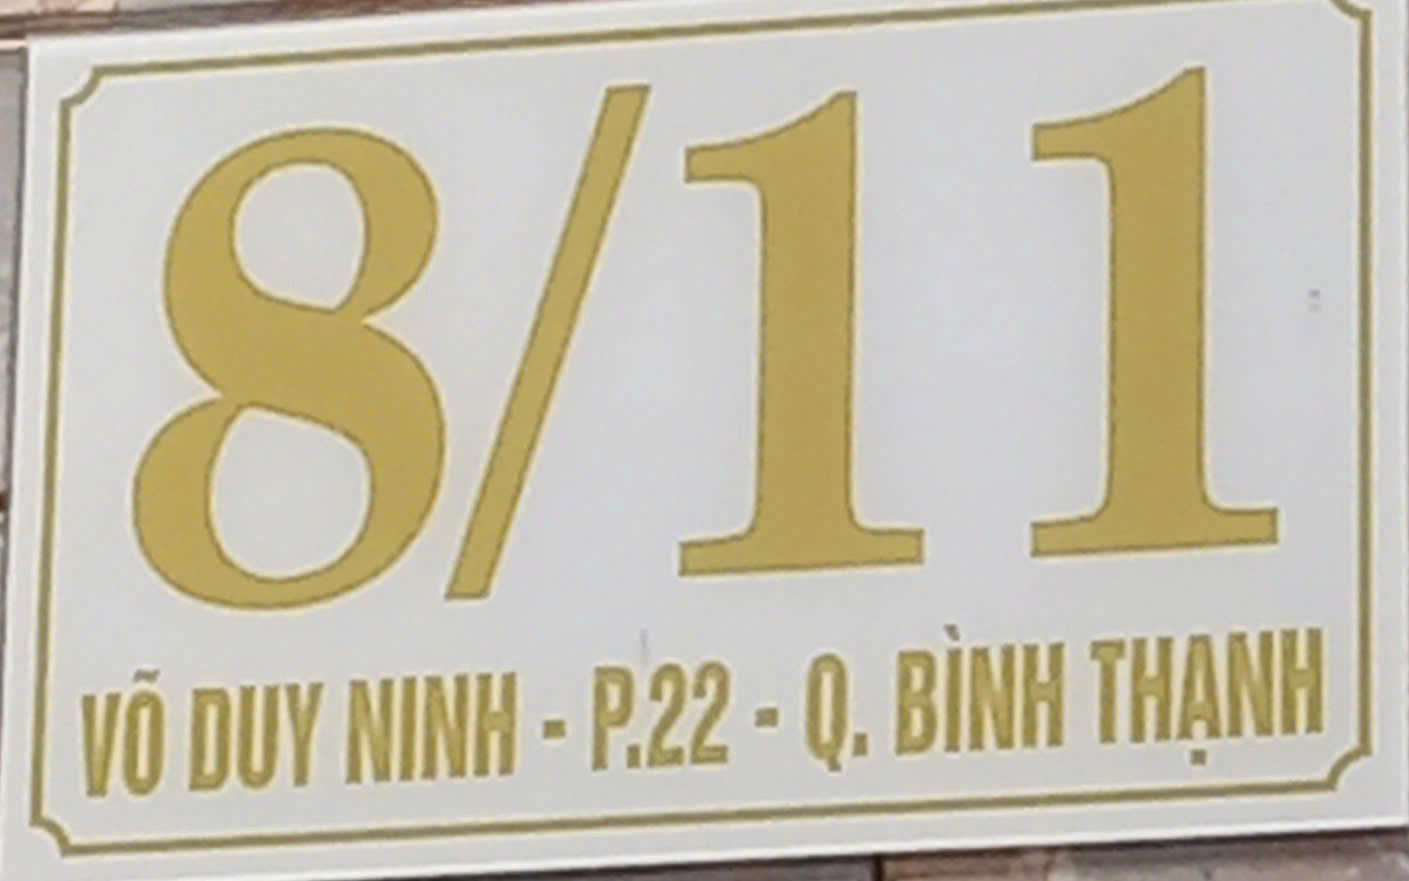 8/11
VÕ DUY NINH - P.22 - Q. BÌNH THẠNH